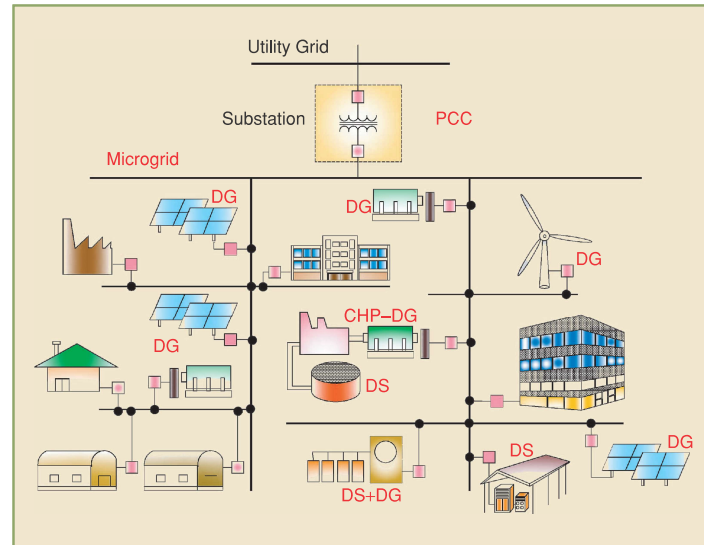 Utility Grid
Substation
PCC
Microgrid
DG
DG
DG
CHP–DG
DG
DS
DS
DG
DS+DG